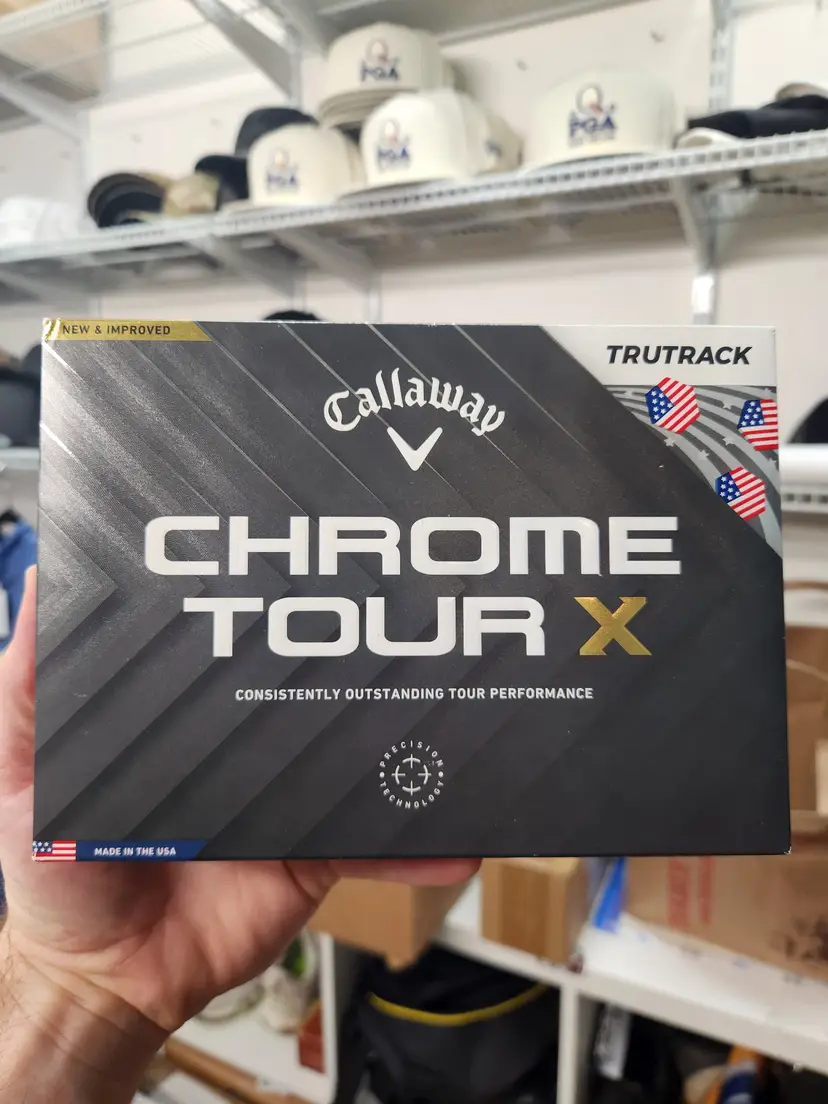 PGA
PGA
PGA
PGA
NEW & IMPROVED
TRUTRACK
Callaway
CHROME
TOUR X
CONSISTENTLY OUTSTANDING TOUR PERFORMANCE
PRECISION
TECHNOLOGY
MADE IN THE USA